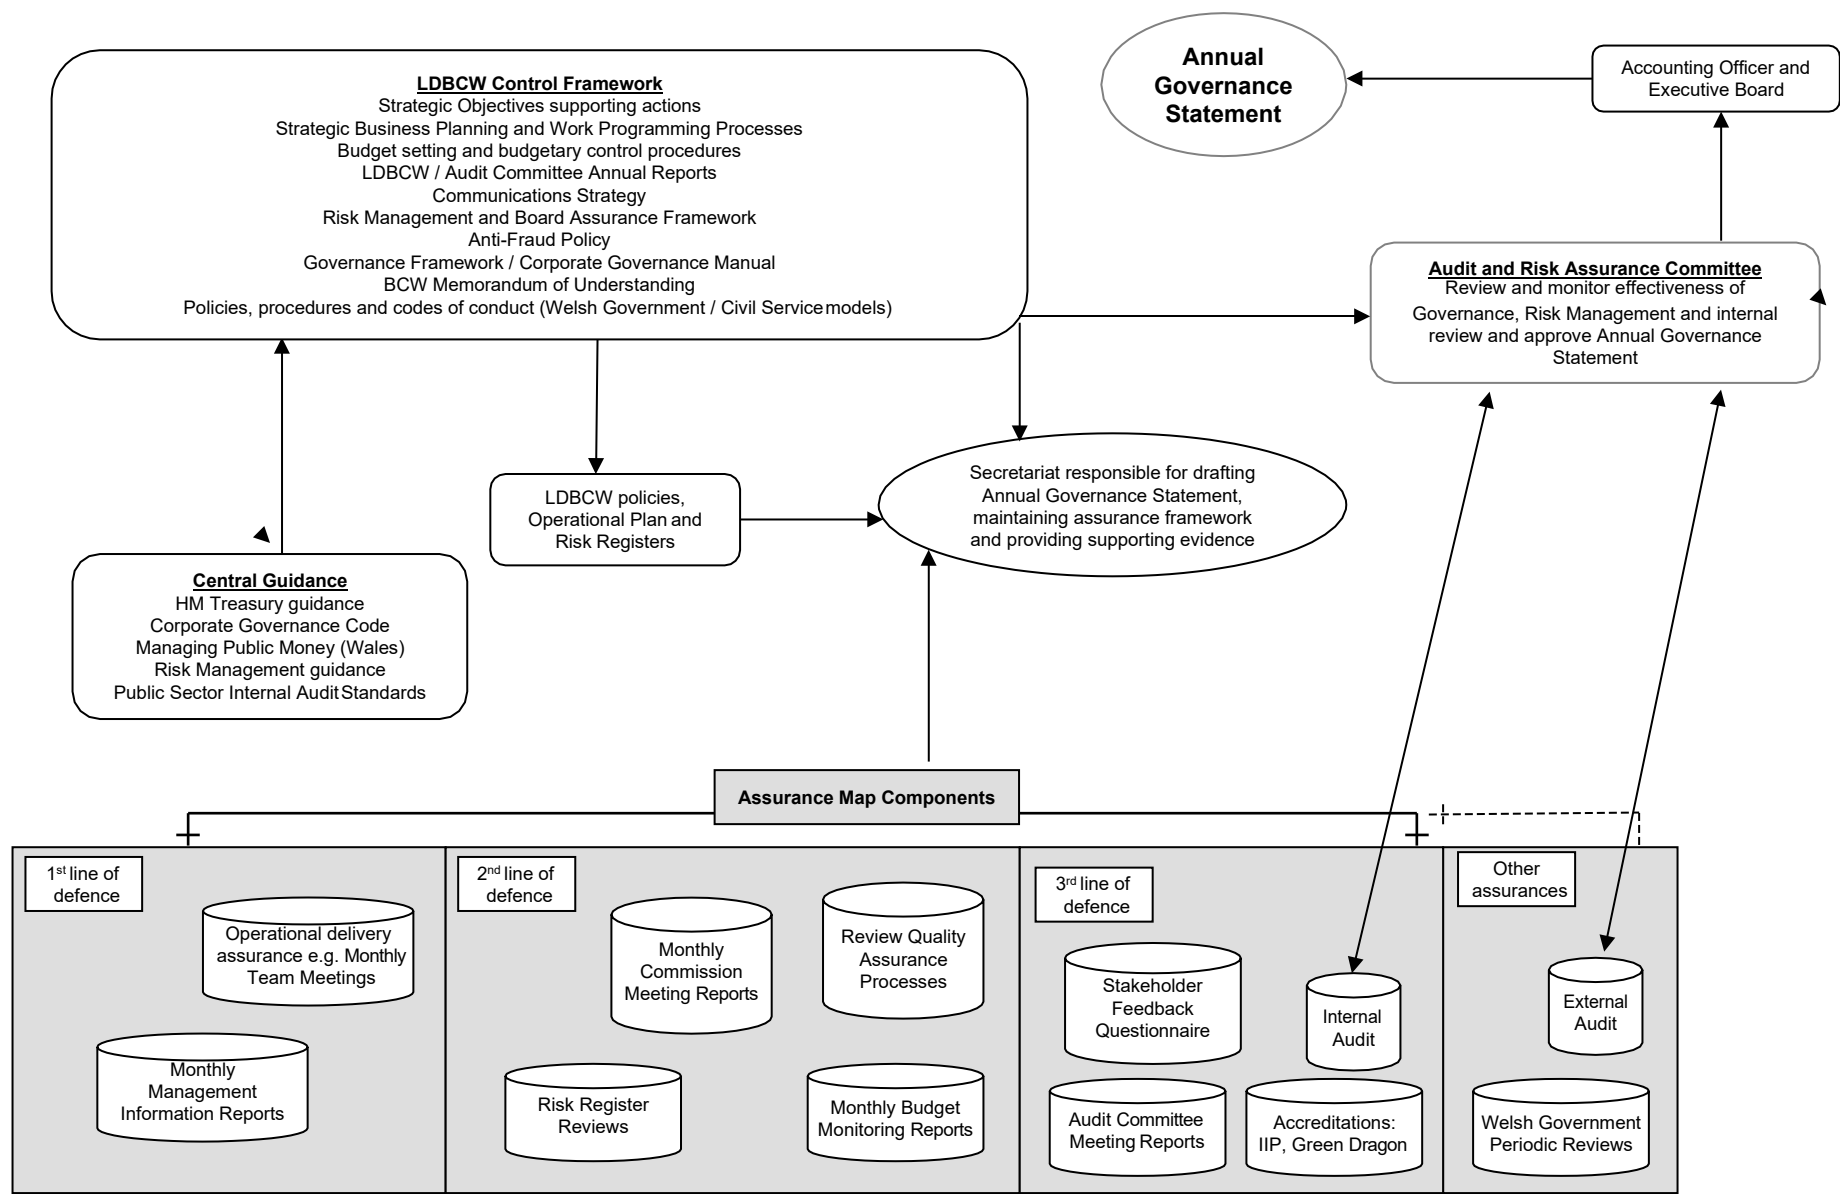 LDBCW Control Framework
Strategic Objectives supporting actions
Strategic Business Planning and Work Programming Processes
Budget setting and budgetary control procedures
LDBCW / Audit Committee Annual Reports
Communications Strategy
Risk Management and Board Assurance Framework
Anti-Fraud Policy
Governance Framework / Corporate Governance Manual
BCW Memorandum of Understanding
Policies, procedures and codes of conduct (Welsh Government / Civil Service models)
Annual
Governance
Statement
Accounting Officer and
Executive Board
Audit and Risk Assurance Committee
Review and monitor effectiveness of
Governance, Risk Management and internal
review and approve Annual Governance
Statement
LDBCW policies,
Operational Plan and
Risk Registers
Secretariat responsible for drafting
Annual Governance Statement,
maintaining assurance framework
and providing supporting evidence
Central Guidance
HM Treasury guidance
Corporate Governance Code
Managing Public Money (Wales)
Risk Management guidance
Public Sector Internal Audit Standards
Assurance Map Components
1st line of
defence
Operational delivery
assurance e.g. Monthly
Team Meetings
Monthly
Management
Information Reports
2nd line of
defence
Monthly
Commission
Meeting Reports
Review Quality
Assurance
Processes
Risk Register
Reviews
Monthly Budget
Monitoring Reports
3rd line of
defence
Stakeholder
Feedback
Questionnaire
Internal
Audit
Audit Committee
Meeting Reports
Accreditations:
IIP, Green Dragon
Other
assurances
External
Audit
Welsh Government
Periodic Reviews